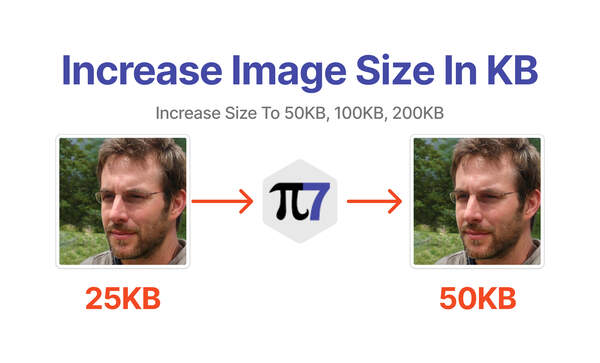 Increase Image Size In KB
Increase Size To 50KB, 100KB, 200KB
π7
25KB
50KB